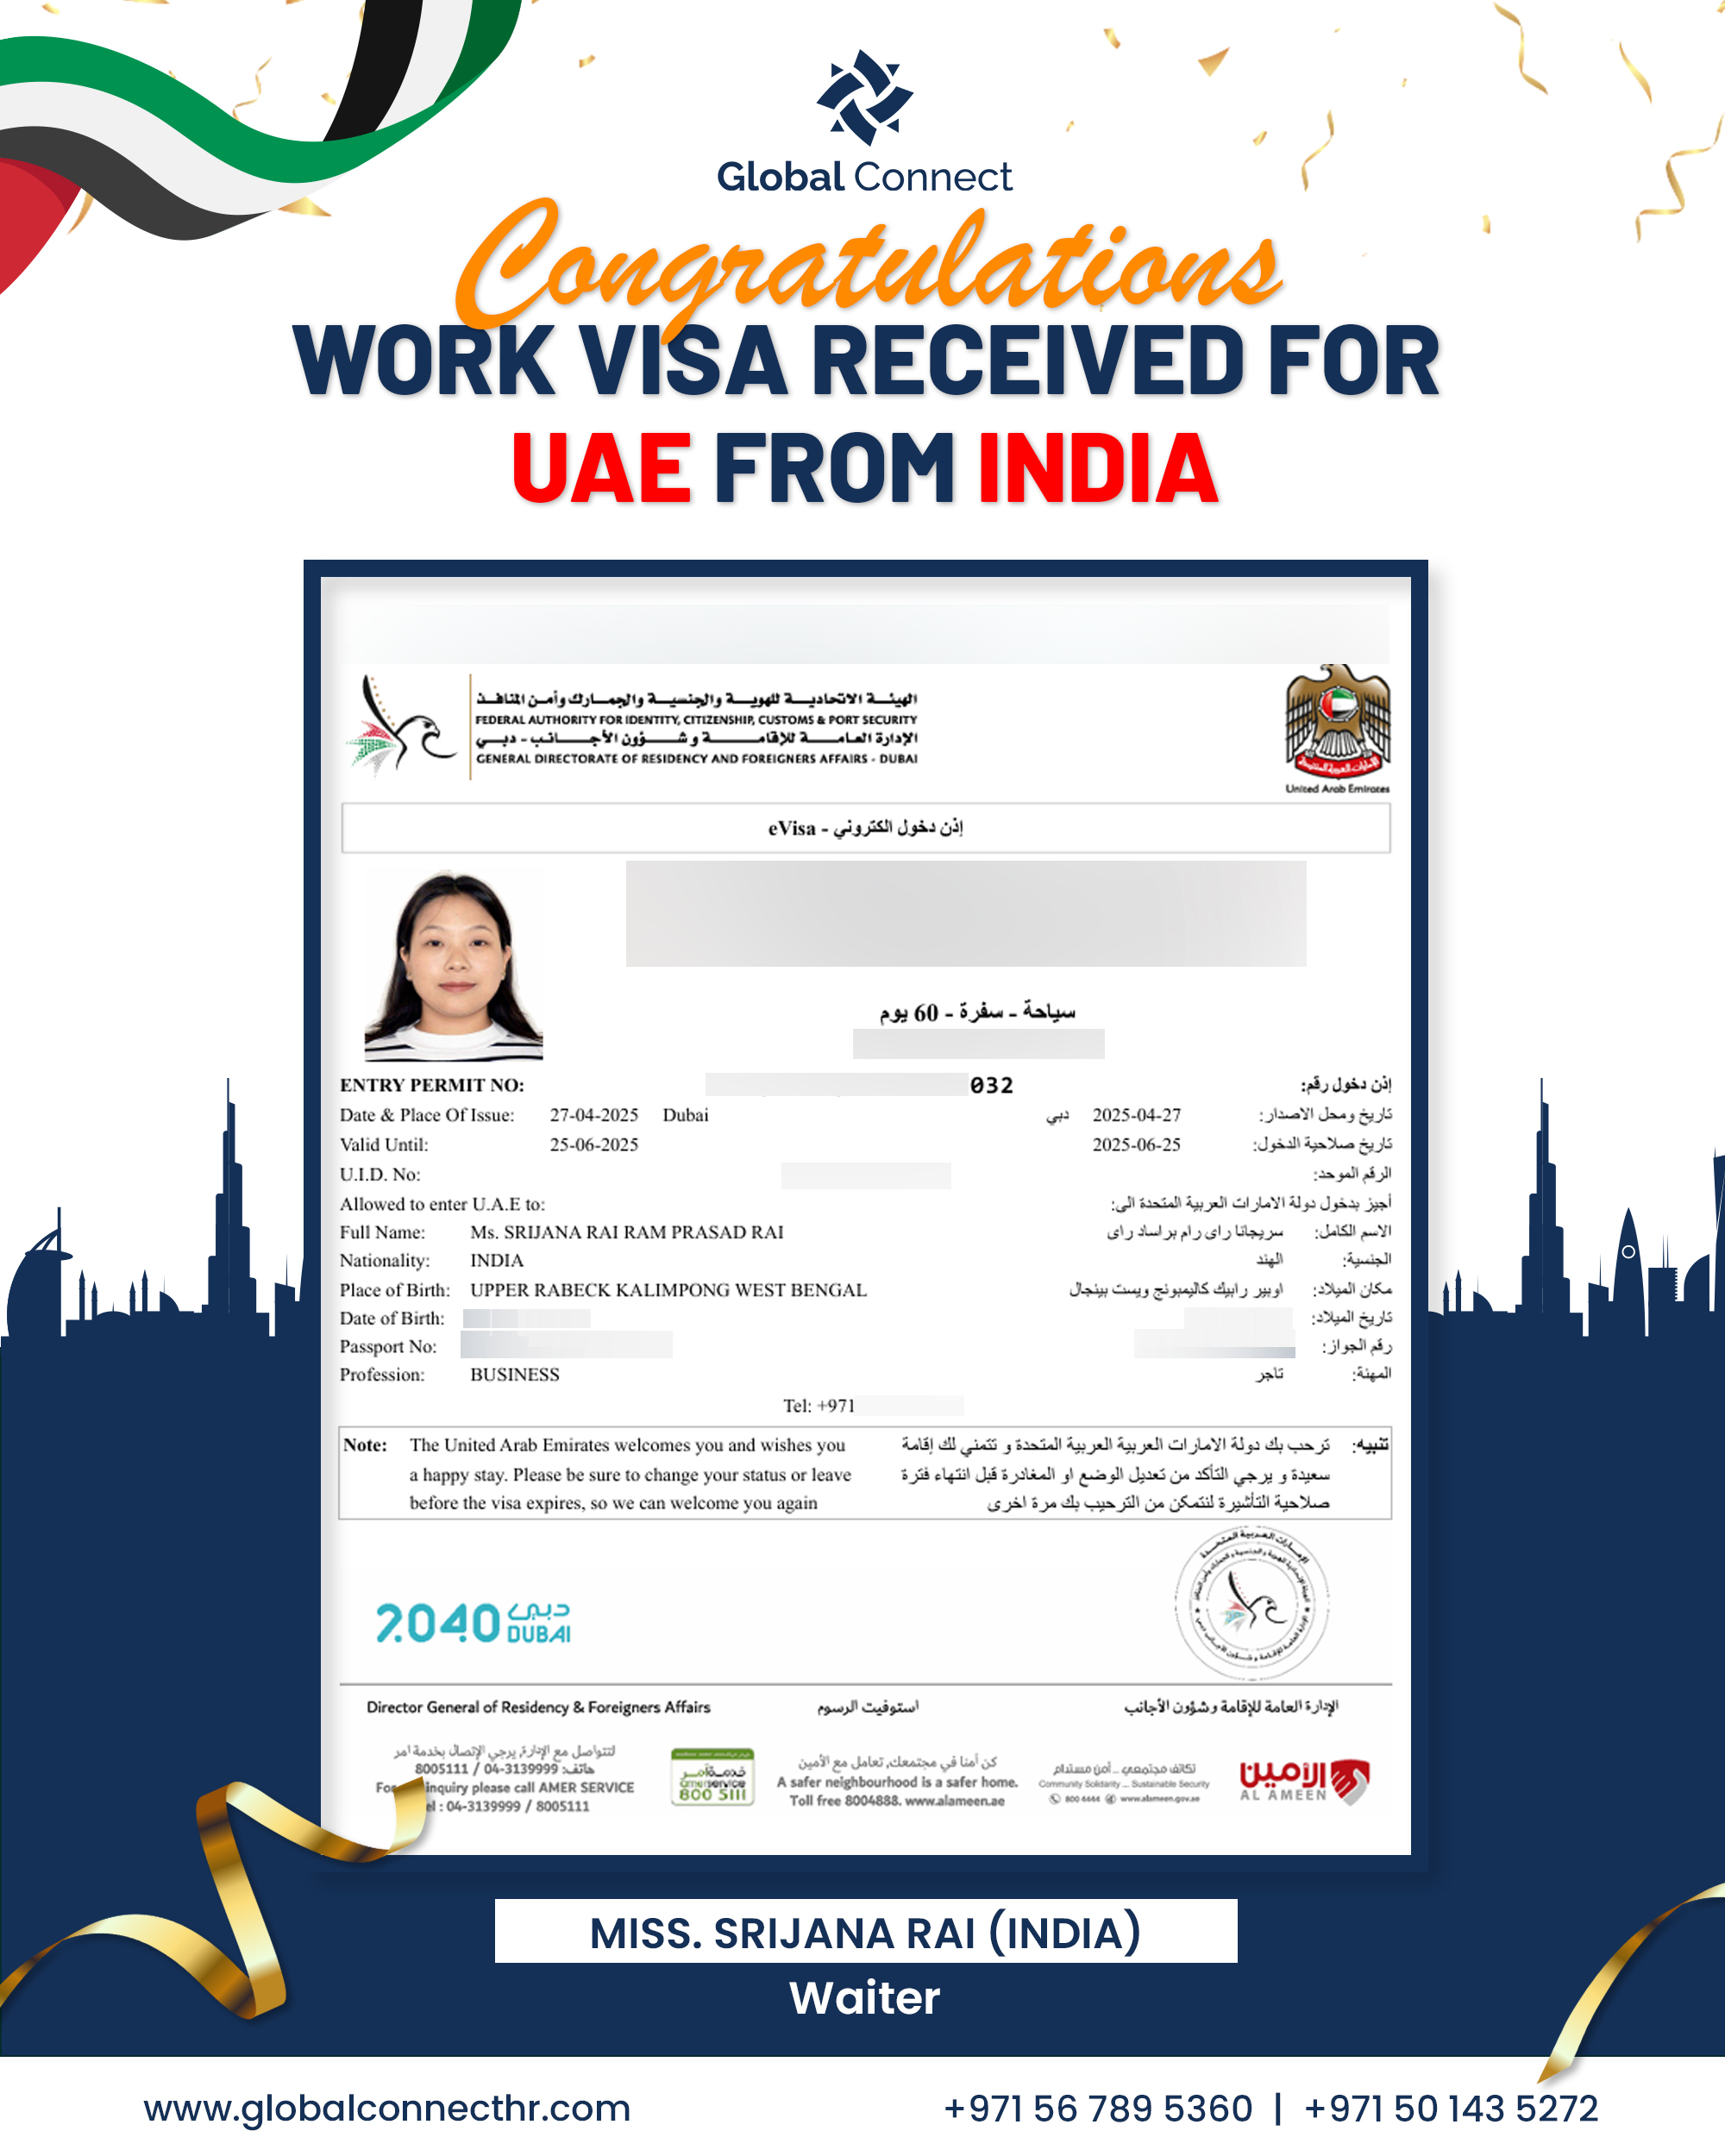 Global Connect
Congratulations
WORK VISA RECEIVED FOR
UAE FROM INDIA
الهيئة الاتحادية للهوية والجنسية والجمارك وأمن المنافذ
FEDERAL AUTHORITY FOR IDENTITY, CITIZENSHIP, CUSTOMS & PORT SECURITY
الإدارة العامة للإقامة وشؤون الأجانب - دبي
GENERAL DIRECTORATE OF RESIDENCY AND FOREIGNERS AFFAIRS - DUBAI
United Arab Emirates
eVisa - إذن دخول الكتروني
سياحة - سفرة - 60 يوم
ENTRY PERMIT NO: 032 إذن دخول رقم:
Date & Place Of Issue: 27-04-2025 Dubai دبي 2025-04-27 تاريخ ومحل الاصدار:
Valid Until: 25-06-2025 2025-06-25 تاريخ صلاحية الدخول:
U.I.D. No: الرقم الموحد:
Allowed to enter U.A.E to: أجيز بدخول دولة الامارات العربية المتحدة الى:
Full Name: Ms. SRIJANA RAI RAM PRASAD RAI سريجانا راى رام براساد راى الاسم الكامل:
Nationality: INDIA الهند الجنسية:
Place of Birth: UPPER RABECK KALIMPONG WEST BENGAL اوبير رابيك كاليمبونج ويست بينجال مكان الميلاد:
Date of Birth: تاريخ الميلاد:
Passport No: رقم الجواز:
Profession: BUSINESS تاجر المهنة:
Tel: +971
Note: The United Arab Emirates welcomes you and wishes you تنبيه: ترحب بك دولة الامارات العربية العربية المتحدة و تتمني لك إقامة
a happy stay. Please be sure to change your status or leave سعيدة و يرجي التأكد من تعديل الوضع او المغادرة قبل انتهاء فترة
before the visa expires, so we can welcome you again صلاحية التأشيرة لنتمكن من الترحيب بك مرة اخرى
2040 دبي DUBAI
Director General of Residency & Foreigners Affairs استوفيت الرسوم الإدارة العامة للإقامة وشؤون الأجانب
لتتواصل مع الإدارة, يرجي الإتصال بخدمة امر
هاتف: 04-3139999 / 8005111
inquiry please call AMER SERVICE
: 04-3139999 / 8005111
خدمة آمر
amer service
800 5111
كن أمنا في مجتمعك, تعامل مع الأمين
A safer neighbourhood is a safer home.
Toll free 8004888. www.alameen.ae
تكاتف مجتمعي ... أمن مستدام
Community Solidarity ... Sustainable Security
800 4444 www.alameen.gov.ae
الأمين
AL AMEEN
MISS. SRIJANA RAI (INDIA)
Waiter
www.globalconnecthr.com +971 56 789 5360 | +971 50 143 5272